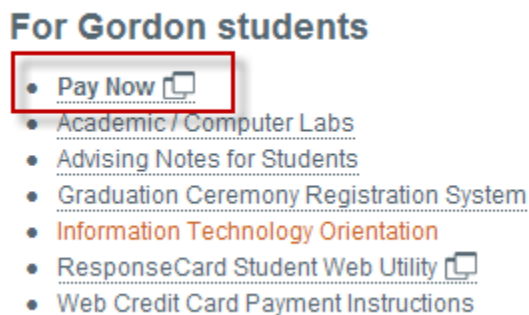 For Gordon students
Pay Now
Academic / Computer Labs
Advising Notes for Students
Graduation Ceremony Registration System
Information Technology Orientation
ResponseCard Student Web Utility
Web Credit Card Payment Instructions